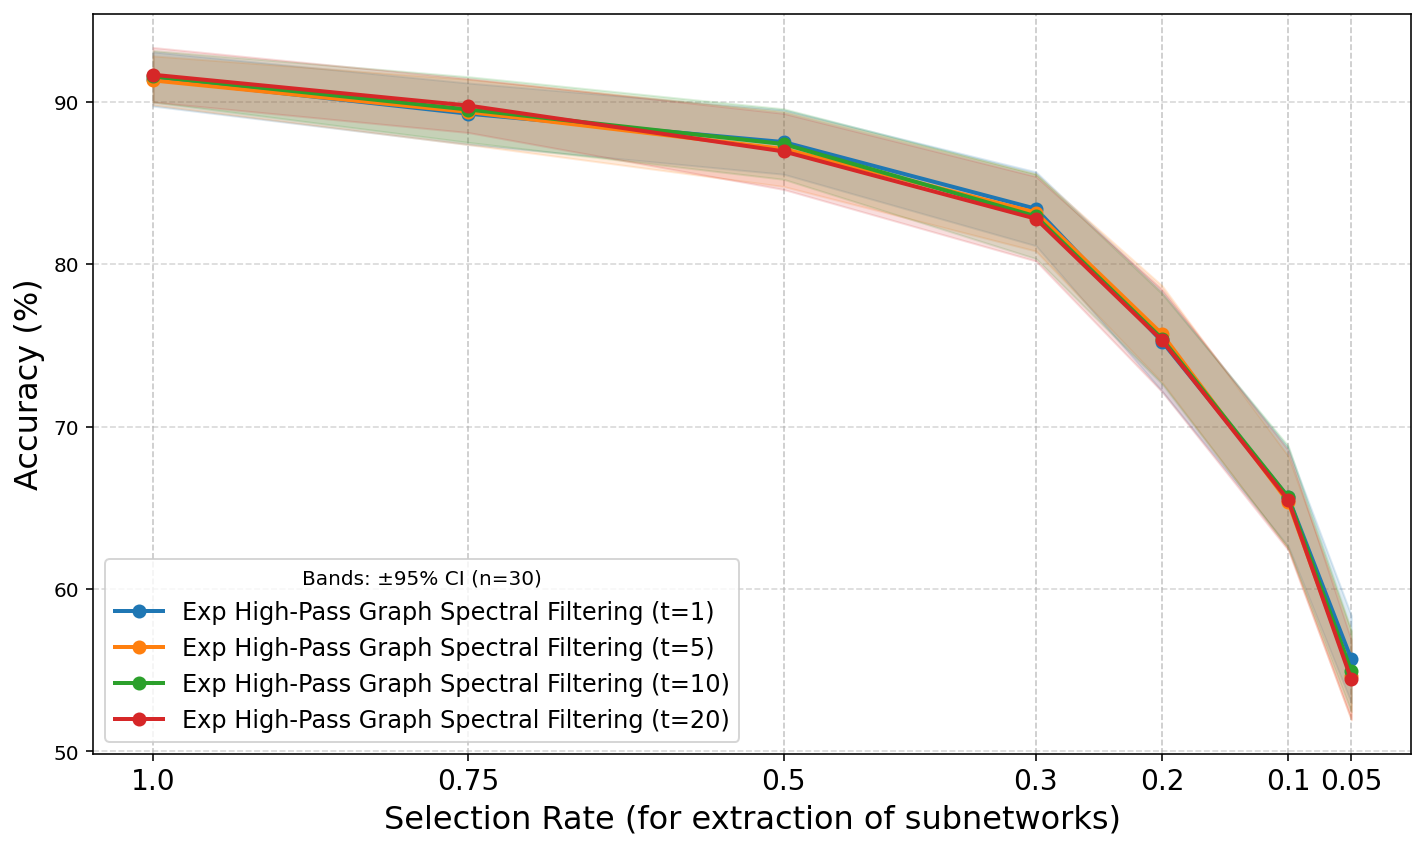 Accuracy (%)
90
80
70
60
50
Bands: ±95% CI (n=30)
Exp High-Pass Graph Spectral Filtering (t=1)
Exp High-Pass Graph Spectral Filtering (t=5)
Exp High-Pass Graph Spectral Filtering (t=10)
Exp High-Pass Graph Spectral Filtering (t=20)
1.0 0.75 0.5 0.3 0.2 0.1 0.05
Selection Rate (for extraction of subnetworks)